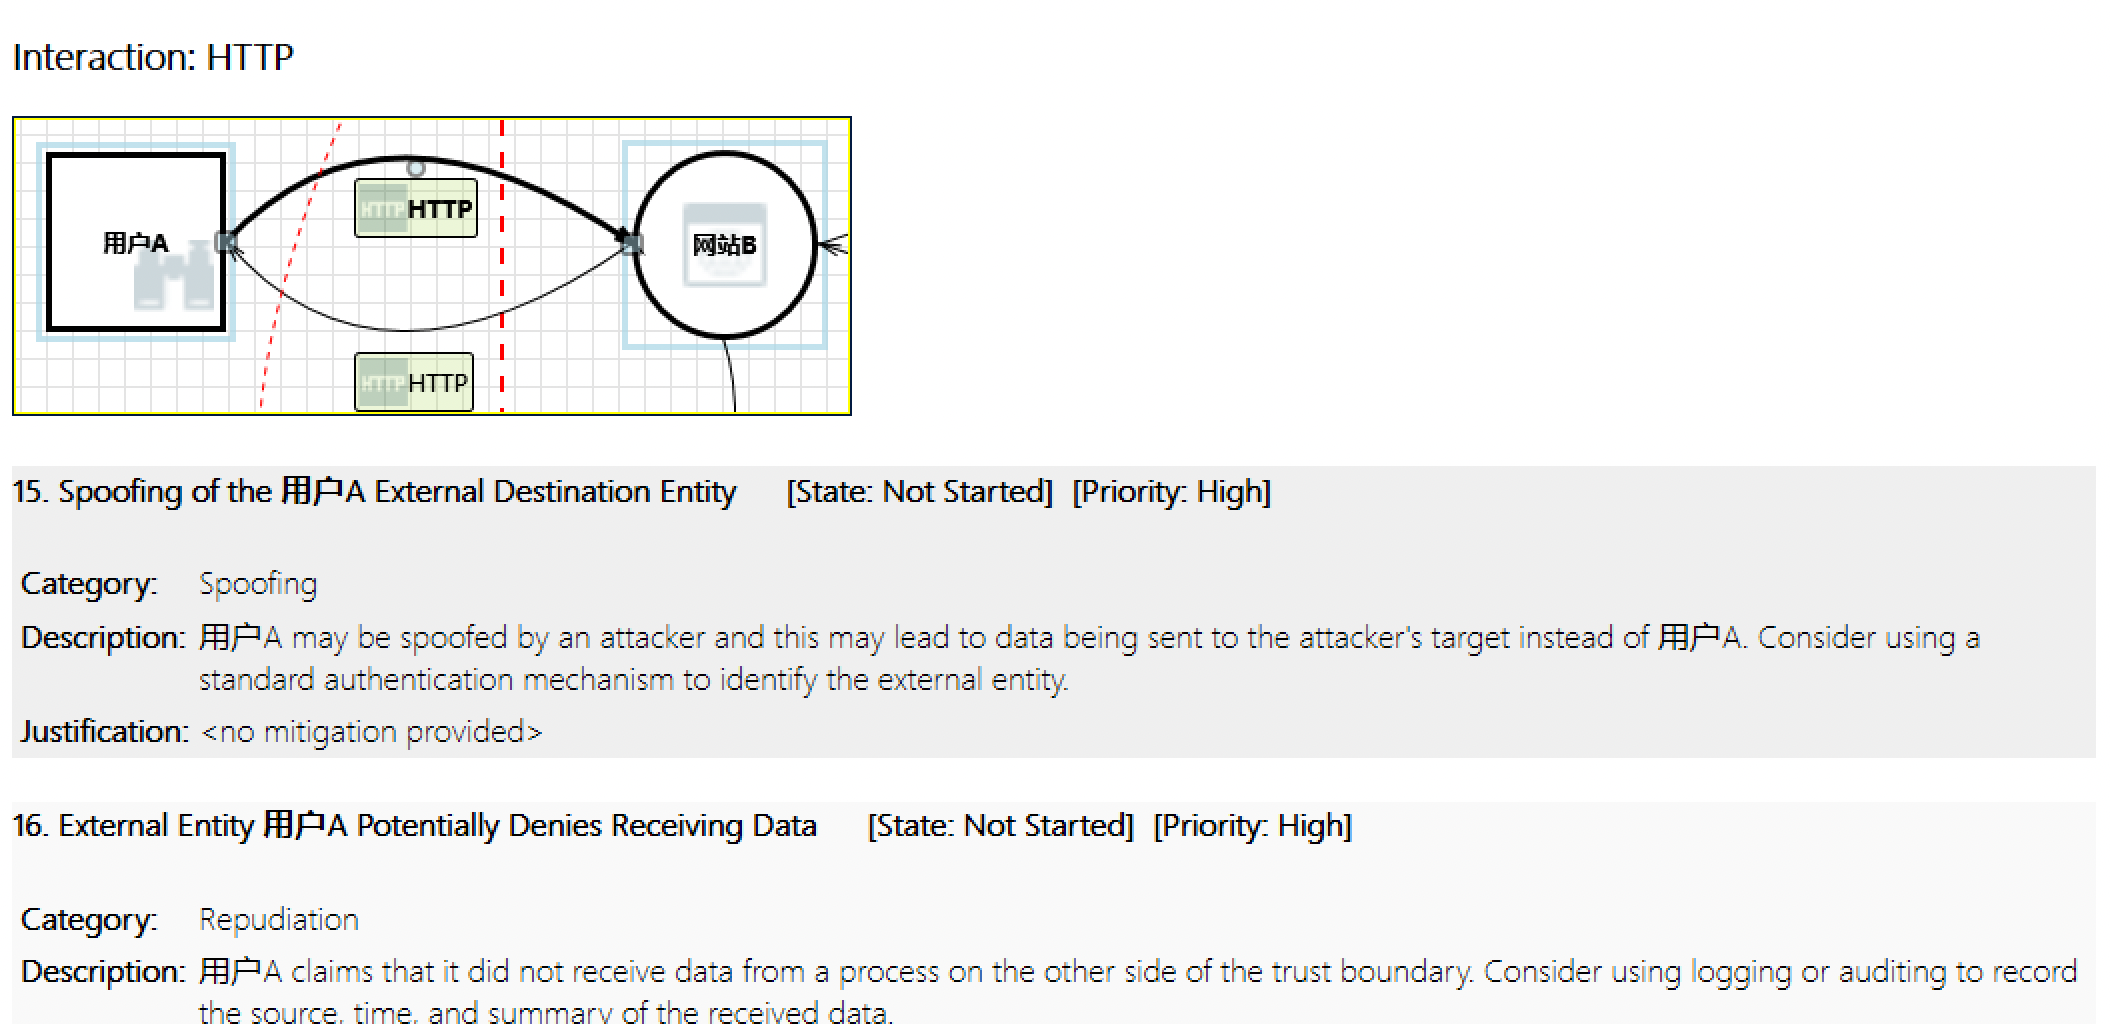 Interaction: HTTP
用户A
HTTP HTTP
网站B
HTTP HTTP
15. Spoofing of the 用户A External Destination Entity [State: Not Started] [Priority: High]
Category: Spoofing
Description: 用户A may be spoofed by an attacker and this may lead to data being sent to the attacker's target instead of 用户A. Consider using a
standard authentication mechanism to identify the external entity.
Justification: <no mitigation provided>
16. External Entity 用户A Potentially Denies Receiving Data [State: Not Started] [Priority: High]
Category: Repudiation
Description: 用户A claims that it did not receive data from a process on the other side of the trust boundary. Consider using logging or auditing to record
the source, time, and summary of the received data.